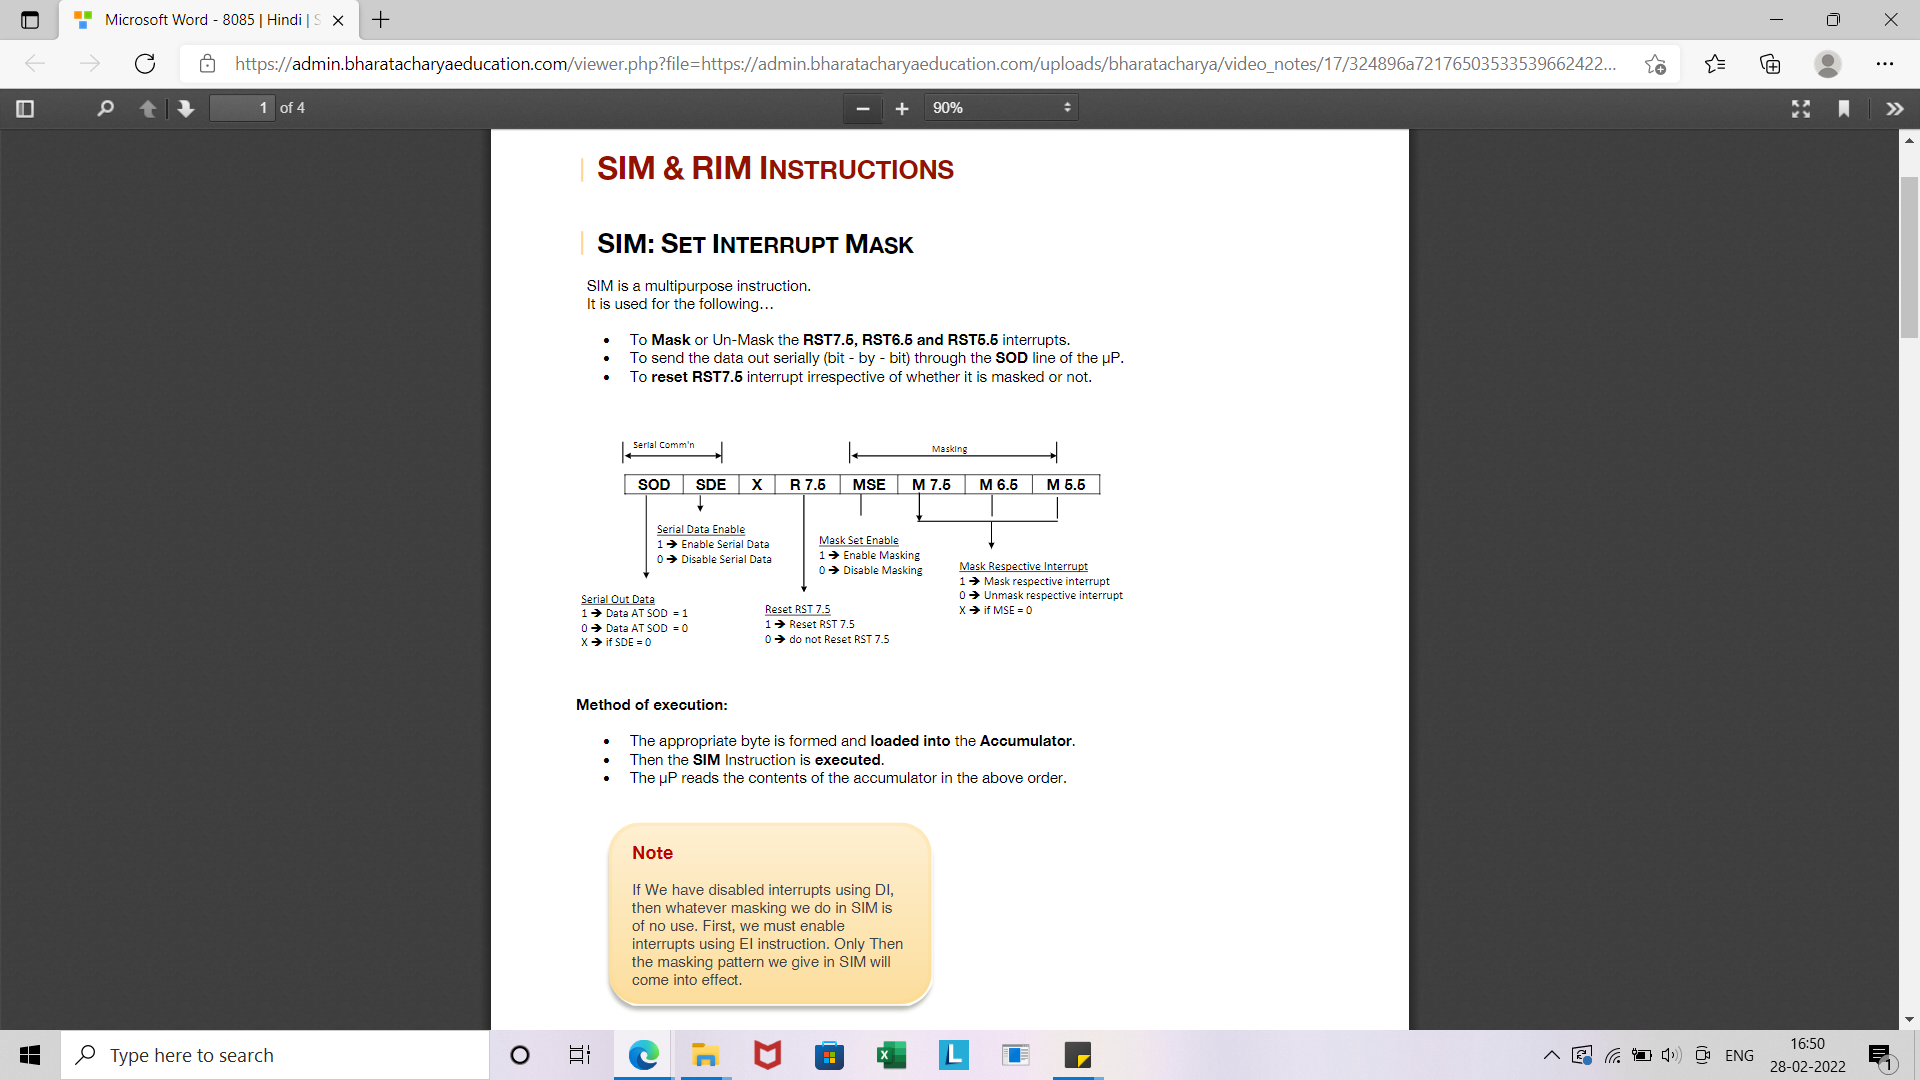 Microsoft Word - 8085 | Hindi | S
https://admin.bharatacharyaeducation.com/viewer.php?file=https://admin.bharatacharyaeducation.com/uploads/bharatacharya/video_notes/17/324896a72176503533539662422...
1 of 4
90%
SIM & RIM INSTRUCTIONS
SIM: SET INTERRUPT MASK
SIM is a multipurpose instruction.
It is used for the following…
• To Mask or Un-Mask the RST7.5, RST6.5 and RST5.5 interrupts.
• To send the data out serially (bit - by - bit) through the SOD line of the µP.
• To reset RST7.5 interrupt irrespective of whether it is masked or not.
Serial Comm'n
Masking
SOD SDE X R 7.5 MSE M 7.5 M 6.5 M 5.5
Serial Data Enable
1 → Enable Serial Data
0 → Disable Serial Data
Mask Set Enable
1 → Enable Masking
0 → Disable Masking
Mask Respective Interrupt
1 → Mask respective interrupt
0 → Unmask respective interrupt
X → if MSE = 0
Serial Out Data
1 → Data AT SOD = 1
0 → Data AT SOD = 0
X → if SDE = 0
Reset RST 7.5
1 → Reset RST 7.5
0 → do not Reset RST 7.5
Method of execution:
• The appropriate byte is formed and loaded into the Accumulator.
• Then the SIM Instruction is executed.
• The µP reads the contents of the accumulator in the above order.
Note
If We have disabled interrupts using DI,
then whatever masking we do in SIM is
of no use. First, we must enable
interrupts using EI instruction. Only Then
the masking pattern we give in SIM will
come into effect.
Type here to search
L
ENG
16:50
28-02-2022
1